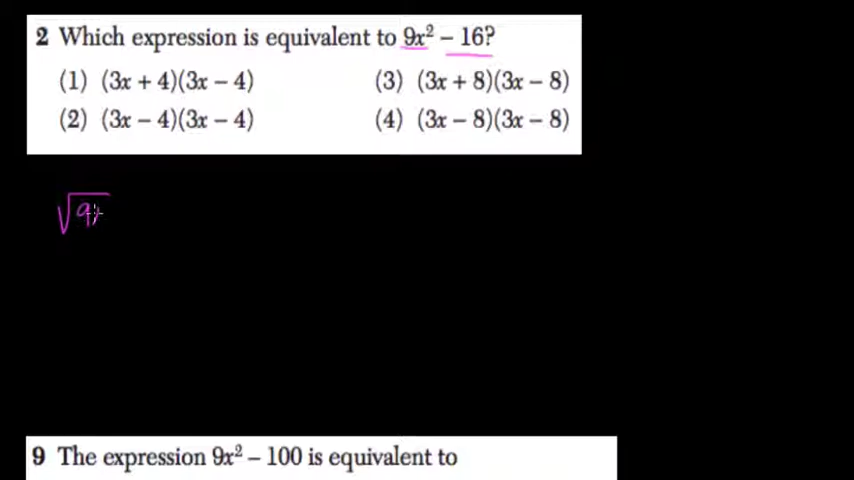 2 Which expression is equivalent to 9x² – 16?
(1) (3x + 4)(3x – 4) (3) (3x + 8)(3x – 8)
(2) (3x – 4)(3x – 4) (4) (3x – 8)(3x – 8)
√9
9 The expression 9x² – 100 is equivalent to